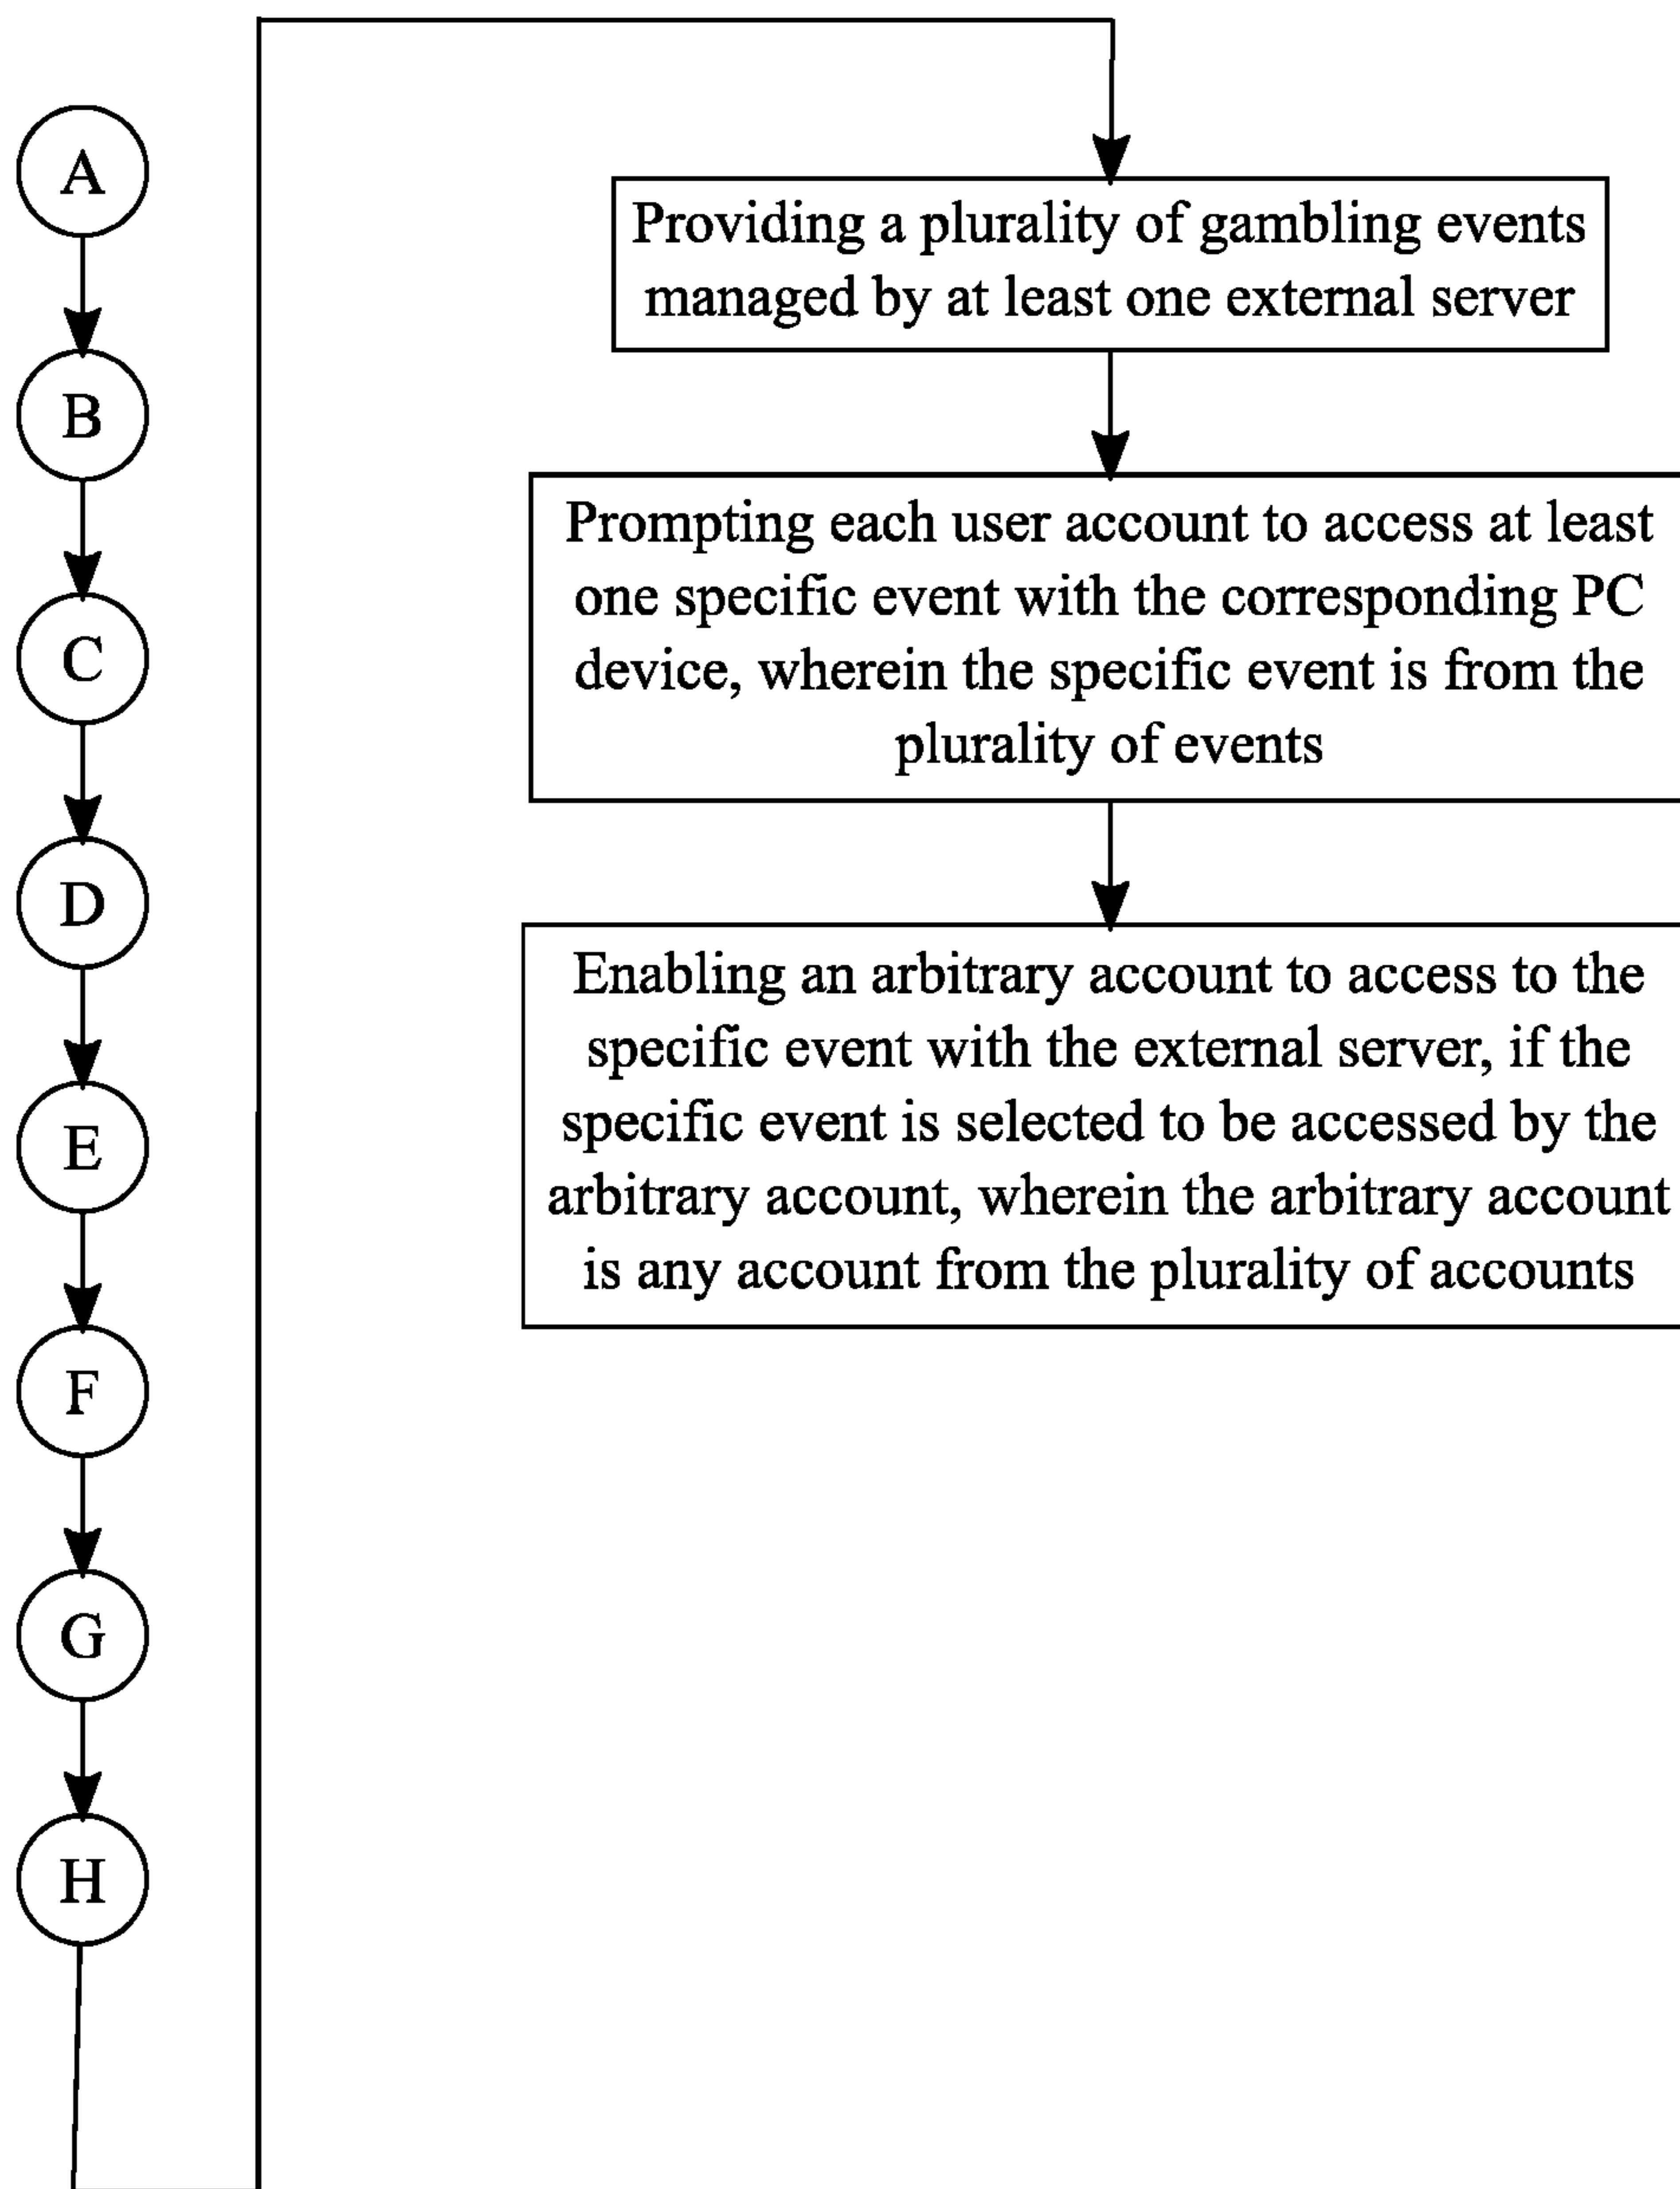 A
B
C
D
E
F
G
H
Providing a plurality of gambling events
managed by at least one external server
Prompting each user account to access at least
one specific event with the corresponding PC
device, wherein the specific event is from the
plurality of events
Enabling an arbitrary account to access to the
specific event with the external server, if the
specific event is selected to be accessed by the
arbitrary account, wherein the arbitrary account
is any account from the plurality of accounts